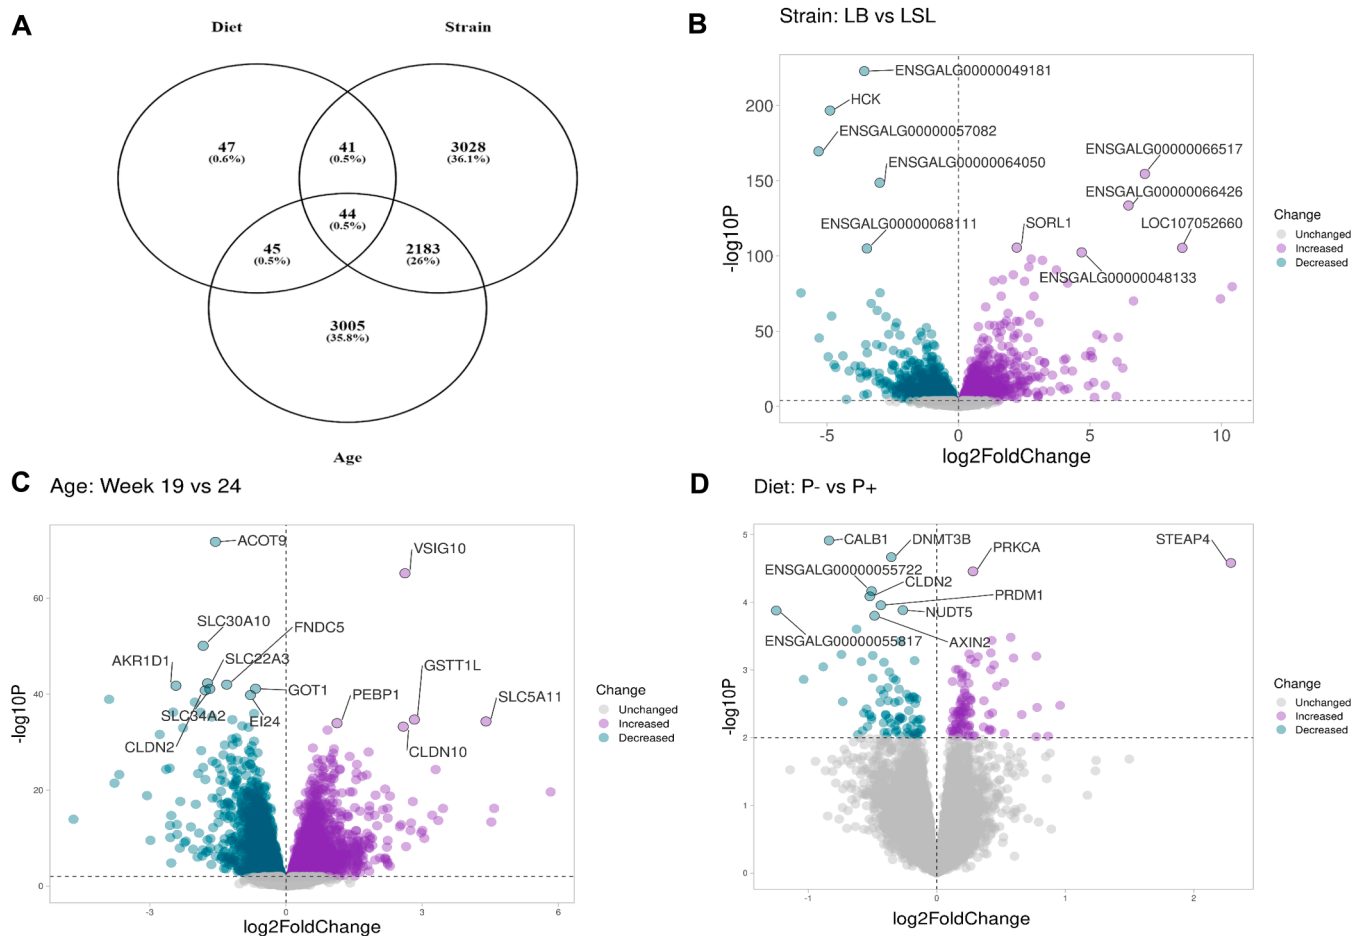 A
Diet
Strain
47
(0.6%)
41
(0.5%)
3028
(36.1%)
44
(0.5%)
45
(0.5%)
2183
(26%)
3005
(35.8%)
Age
B
Strain: LB vs LSL
ENSGALG00000049181
HCK
ENSGALG00000057082
ENSGALG00000064050
ENSGALG00000068111
SORL1
ENSGALG00000066517
ENSGALG00000066426
LOC107052660
ENSGALG00000048133
200
150
100
50
0
-log10P
-5
0
5
10
log2FoldChange
Change
Unchanged
Increased
Decreased
C
Age: Week 19 vs 24
ACOT9
VSIG10
SLC30A10
FNDC5
AKR1D1
SLC22A3
GSTT1L
GOT1
PEBP1
SLC5A11
SLC34A2
EI24
CLDN2
CLDN10
60
40
20
0
-log10P
-3
0
3
6
log2FoldChange
Change
Unchanged
Increased
Decreased
D
Diet: P- vs P+
CALB1
DNMT3B
PRKCA
STEAP4
ENSGALG00000055722
CLDN2
PRDM1
NUDT5
ENSGALG00000055817
AXIN2
5
4
3
2
1
0
-log10P
-1
0
1
2
log2FoldChange
Change
Unchanged
Increased
Decreased